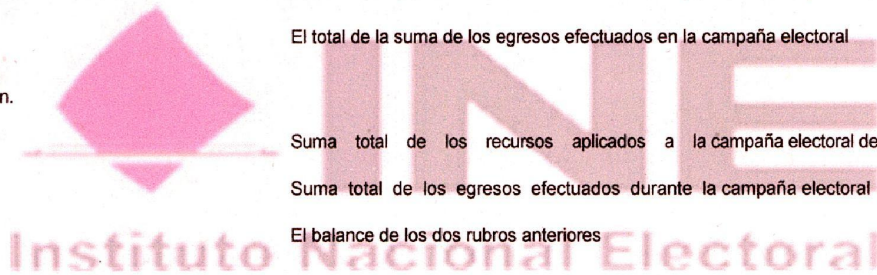 El total de la suma de los egresos efectuados en la campaña electoral
n.
Suma total de los recursos aplicados a la campaña electoral de
Suma total de los egresos efectuados durante la campaña electoral
El balance de los dos rubros anteriores
INE
Instituto Nacional Electoral